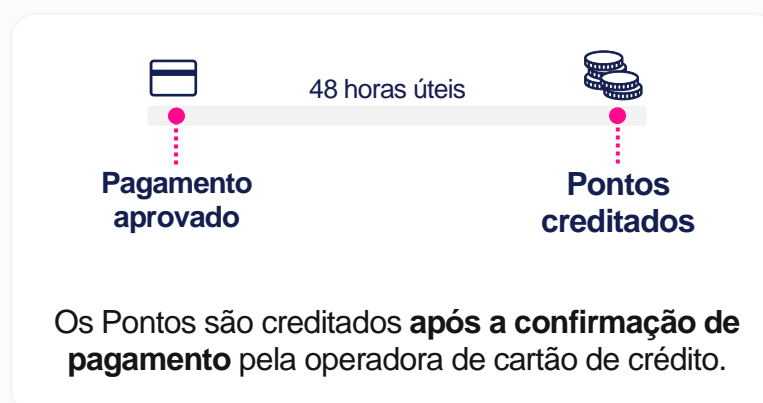 48 horas úteis
Pagamento
aprovado
Pontos
creditados
Os Pontos são creditados após a confirmação de
pagamento pela operadora de cartão de crédito.